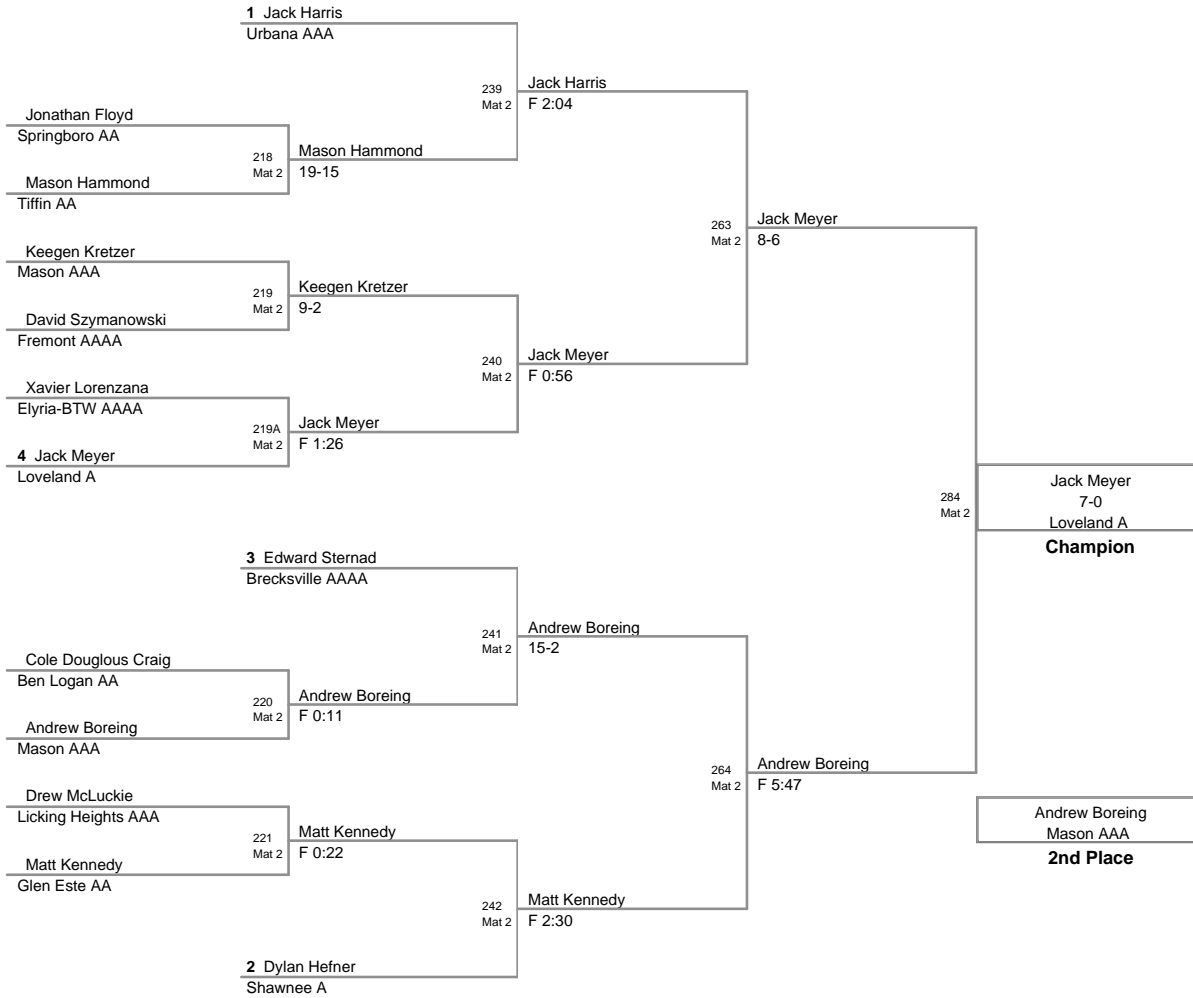 1 Jack Harris
Urbana AAA
239
Mat 2
Jack Harris
F 2:04
Jonathan Floyd
Springboro AA
218
Mat 2
Mason Hammond
19-15
Mason Hammond
Tiffin AA
263
Mat 2
Jack Meyer
8-6
Keegen Kretzer
Mason AAA
219
Mat 2
Keegen Kretzer
9-2
David Szymanowski
Fremont AAAA
240
Mat 2
Jack Meyer
F 0:56
Xavier Lorenzana
Elyria-BTW AAAA
219A
Mat 2
Jack Meyer
F 1:26
4 Jack Meyer
Loveland A
284
Mat 2
Jack Meyer
7-0
Loveland A
Champion
3 Edward Sternad
Brecksville AAAA
241
Mat 2
Andrew Boreing
15-2
Cole Douglous Craig
Ben Logan AA
220
Mat 2
Andrew Boreing
F 0:11
Andrew Boreing
Mason AAA
264
Mat 2
Andrew Boreing
F 5:47
Drew McLuckie
Licking Heights AAA
221
Mat 2
Matt Kennedy
F 0:22
Matt Kennedy
Glen Este AA
Andrew Boreing
Mason AAA
2nd Place
242
Mat 2
Matt Kennedy
F 2:30
2 Dylan Hefner
Shawnee A